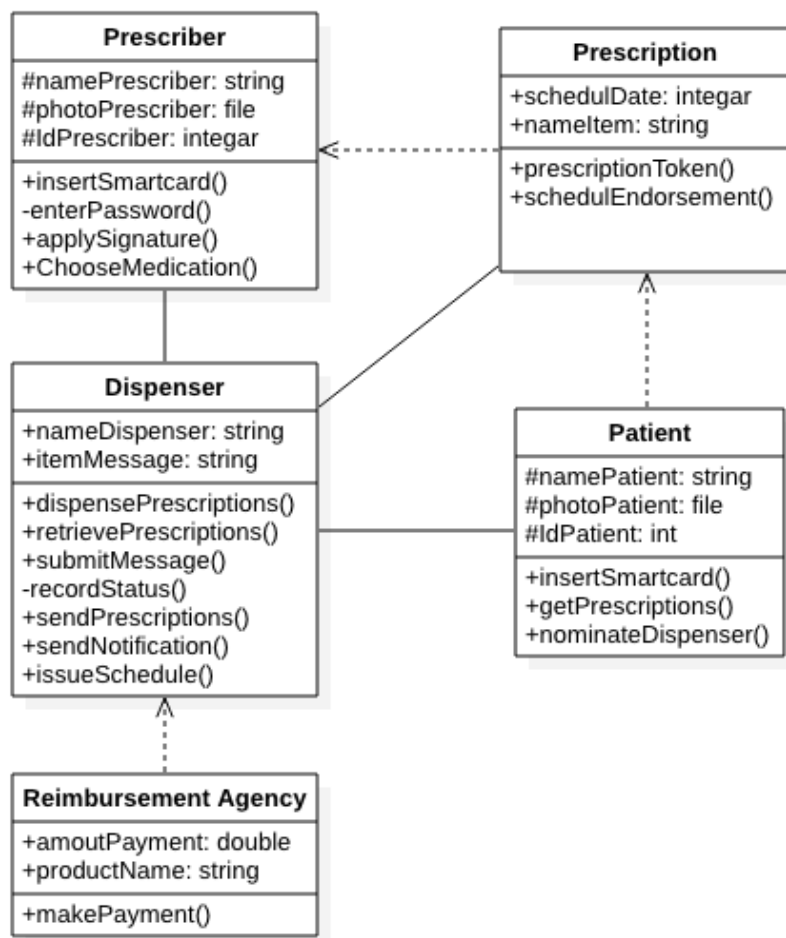 Prescriber
#namePrescriber: string
#photoPrescriber: file
#IdPrescriber: integar
+insertSmartcard()
-enterPassword()
+applySignature()
+ChooseMedication()
Prescription
+schedulDate: integar
+nameItem: string
+prescriptionToken()
+schedulEndorsement()
Dispenser
+nameDispenser: string
+itemMessage: string
+dispensePrescriptions()
+retrievePrescriptions()
+submitMessage()
-recordStatus()
+sendPrescriptions()
+sendNotification()
+issueSchedule()
Patient
#namePatient: string
#photoPatient: file
#IdPatient: int
+insertSmartcard()
+getPrescriptions()
+nominateDispenser()
Reimbursement Agency
+amoutPayment: double
+productName: string
+makePayment()